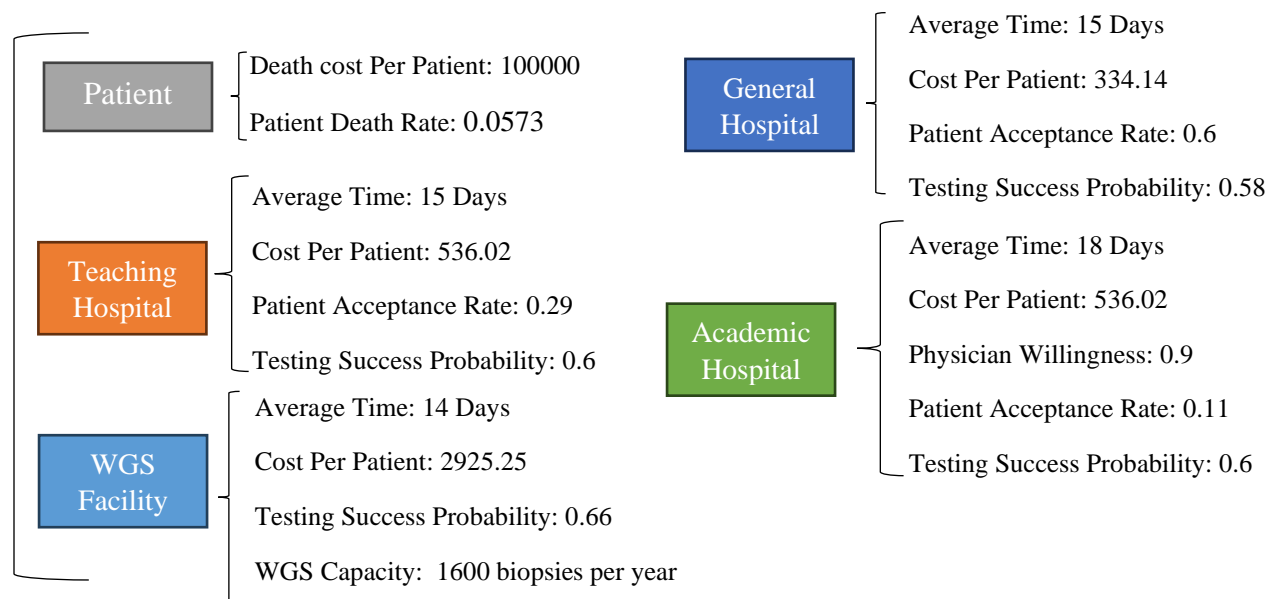 Patient
Death cost Per Patient: 100000
Patient Death Rate: 0.0573
Teaching
Hospital
Average Time: 15 Days
Cost Per Patient: 536.02
Patient Acceptance Rate: 0.29
Testing Success Probability: 0.6
WGS
Facility
Average Time: 14 Days
Cost Per Patient: 2925.25
Testing Success Probability: 0.66
WGS Capacity: 1600 biopsies per year
General
Hospital
Average Time: 15 Days
Cost Per Patient: 334.14
Patient Acceptance Rate: 0.6
Testing Success Probability: 0.58
Academic
Hospital
Average Time: 18 Days
Cost Per Patient: 536.02
Physician Willingness: 0.9
Patient Acceptance Rate: 0.11
Testing Success Probability: 0.6